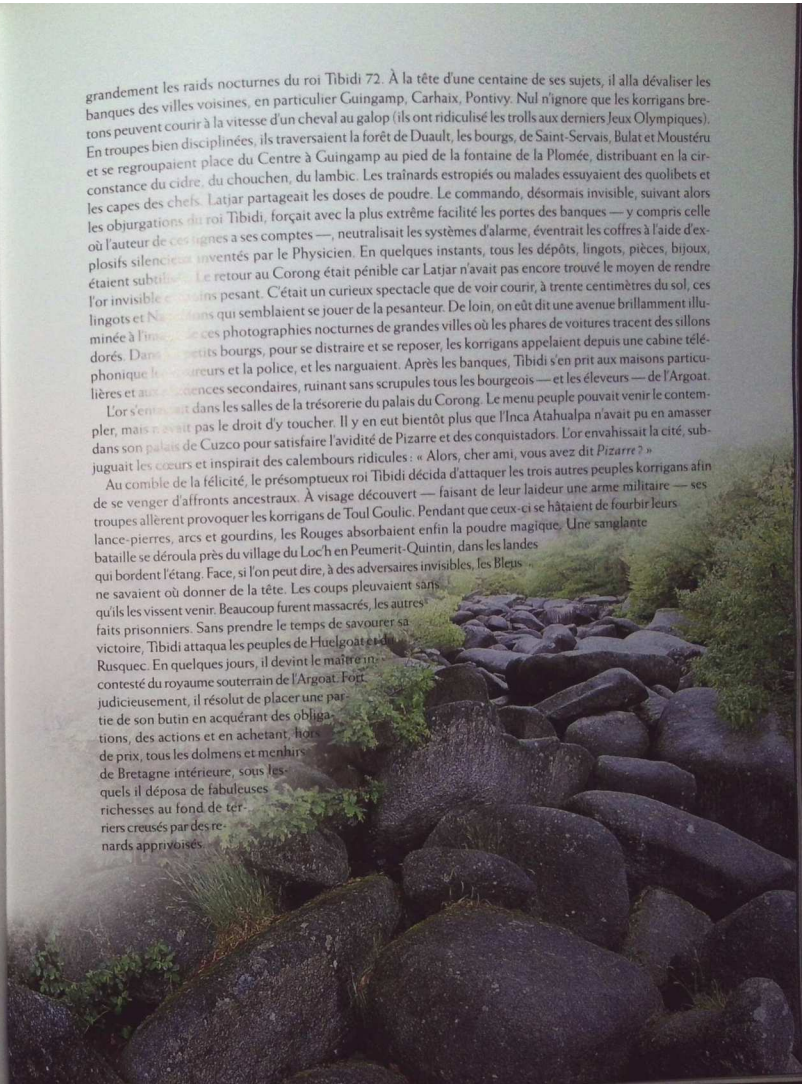 grandement les raids nocturnes du roi Tibidi 72. À la tête d'une centaine de ses sujets, il alla dévaliser les
banques des villes voisines, en particulier Guingamp, Carhaix, Pontivy. Nul n'ignore que les korrigans bre-
tons peuvent courir à la vitesse d'un cheval au galop (ils ont ridiculisé les trolls aux derniers Jeux Olympiques).
En troupes bien disciplinées, ils traversaient la forêt de Duault, les bourgs, de Saint-Servais, Bulat et Moustéru
et se regroupaient place du Centre à Guingamp au pied de la fontaine de la Plomée, distribuant en la cir-
constance du cidre, du chouchen, du lambic. Les traînards estropiés ou malades essuyaient des quolibets et
les capes des chefs. Latjar partageait les doses de poudre. Le commando, désormais invisible, suivant alors
les objurgations du roi Tibidi, forçait avec la plus extrême facilité les portes des banques — y compris celle
où l'auteur de ces lignes a ses comptes —, neutralisait les systèmes d'alarme, éventrait les coffres à l'aide d'ex-
plosifs silencieux inventés par le Physicien. En quelques instants, tous les dépôts, lingots, pièces, bijoux,
étaient Le retour au Corong était pénible car Latjar n'avait pas encore trouvé le moyen de rendre
l'or invisible pesant. C'était un curieux spectacle que de voir courir, à trente centimètres du sol, ces
lingots et qui semblaient se jouer de la pesanteur. De loin, on eût dit une avenue brillamment illu-
minée à ces photographies nocturnes de grandes villes où les phares de voitures tracent des sillons
dorés. Dans petits bourgs, pour se distraire et se reposer, les korrigans appelaient depuis une cabine télé-
phonique et la police, et les narguaient. Après les banques, Tibidi s'en prit aux maisons particu-
lières et secondaires, ruinant sans scrupules tous les bourgeois — et les éleveurs — de l'Argoat.
L'or dans les salles de la trésorerie du palais du Corong. Le menu peuple pouvait venir le contem-
pler, mais n'avait pas le droit d'y toucher. Il y en eut bientôt plus que l'Inca Atahualpa n'avait pu en amasser
dans son palais de Cuzco pour satisfaire l'avidité de Pizarre et des conquistadors. L'or envahissait la cité, sub-
juguait les cœurs et inspirait des calembours ridicules : « Alors, cher ami, vous avez dit Pizarre ? »
Au comble de la félicité, le présomptueux roi Tibidi décida d'attaquer les trois autres peuples korrigans afin
de se venger d'affronts ancestraux. À visage découvert — faisant de leur laideur une arme militaire — ses
troupes allèrent provoquer les korrigans de Toul Goulic. Pendant que ceux-ci se hâtaient de fourbir leurs
lance-pierres, arcs et gourdins, les Rouges absorbaient enfin la poudre magique. Une sanglante
bataille se déroula près du village du Loc'h en Peumerit-Quintin, dans les landes
qui bordent l'étang. Face, si l'on peut dire, à des adversaires invisibles, les Bleus
ne savaient où donner de la tête. Les coups pleuvaient sans
qu'ils les vissent venir. Beaucoup furent massacrés, les autres
faits prisonniers. Sans prendre le temps de savourer sa
victoire, Tibidi attaqua les peuples de Huelgoat et du
Rusquec. En quelques jours, il devint le maître in-
contesté du royaume souterrain de l'Argoat. Fort
judicieusement, il résolut de placer une par-
tie de son butin en acquérant des obliga-
tions, des actions et en achetant, hors
de prix, tous les dolmens et menhirs
de Bretagne intérieure, sous les-
quels il déposa de fabuleuses
richesses au fond de ter-
riers creusés par des re-
nards apprivoisés